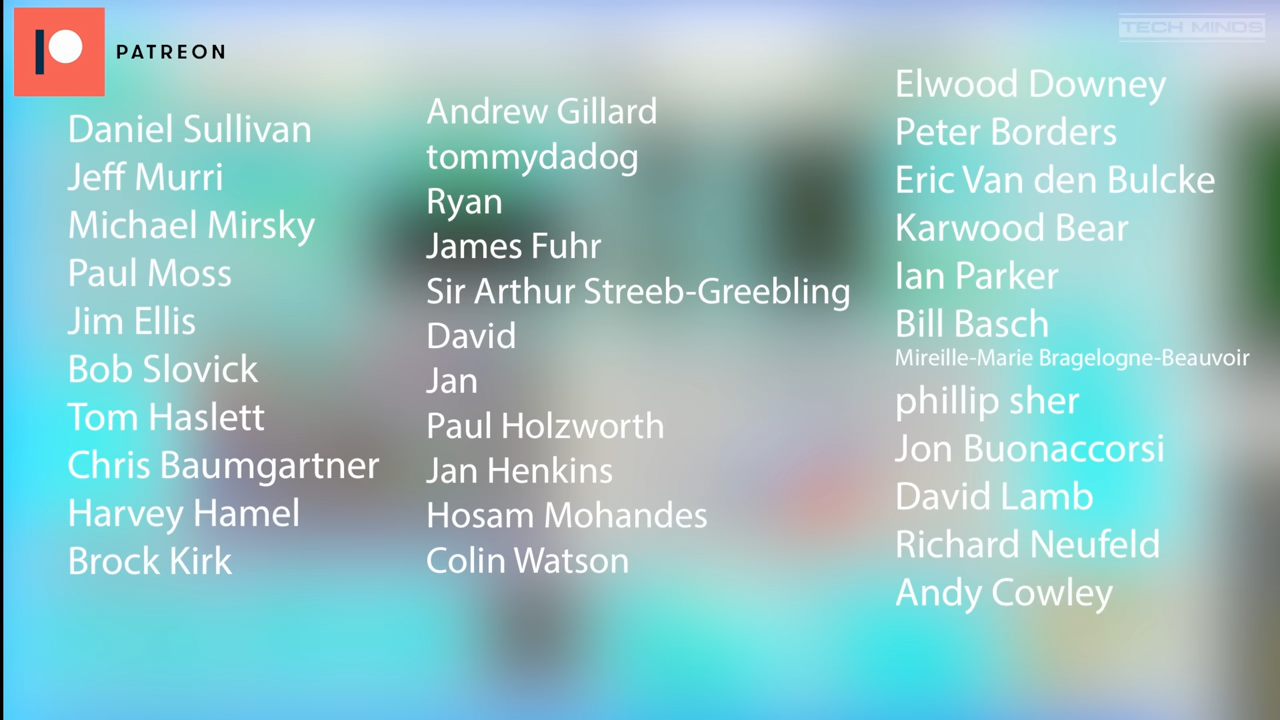 PATREON
TECH MINDS
Daniel Sullivan
Jeff Murri
Michael Mirsky
Paul Moss
Jim Ellis
Bob Slovick
Tom Haslett
Chris Baumgartner
Harvey Hamel
Brock Kirk
Andrew Gillard
tommydadog
Ryan
James Fuhr
Sir Arthur Streeb-Greebling
David
Jan
Paul Holzworth
Jan Henkins
Hosam Mohandes
Colin Watson
Elwood Downey
Peter Borders
Eric Van den Bulcke
Karwood Bear
Ian Parker
Bill Basch
Mireille-Marie Bragelogne-Beauvoir
phillip sher
Jon Buonaccorsi
David Lamb
Richard Neufeld
Andy Cowley